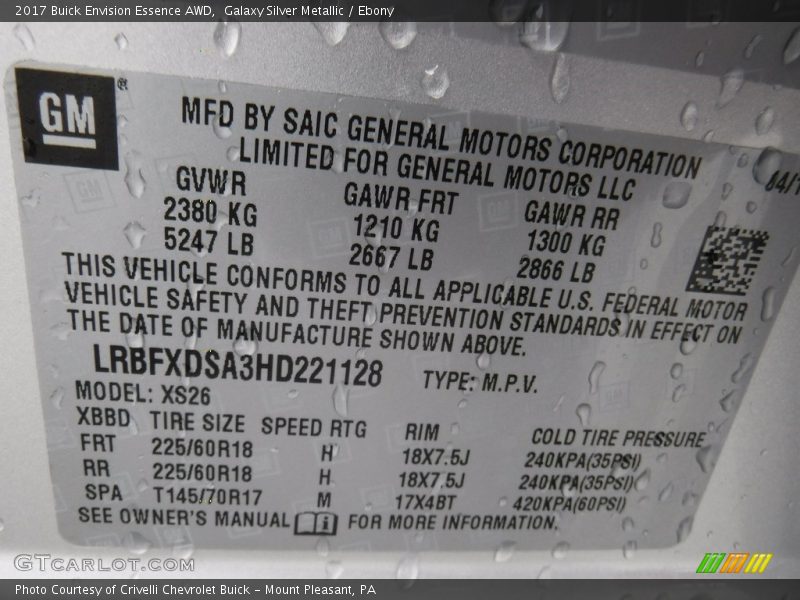 2017 Buick Envision Essence AWD, Galaxy Silver Metallic / Ebony
GM®
MFD BY SAIC GENERAL MOTORS CORPORATION
LIMITED FOR GENERAL MOTORS LLC
GVWR GAWR FRT GAWR RR
2380 KG 1210 KG 1300 KG
5247 LB 2667 LB 2866 LB
THIS VEHICLE CONFORMS TO ALL APPLICABLE U.S. FEDERAL MOTOR
VEHICLE SAFETY AND THEFT PREVENTION STANDARDS IN EFFECT ON
THE DATE OF MANUFACTURE SHOWN ABOVE.
LRBFXDSA3HD221128 TYPE: M.P.V.
MODEL: XS26
XBBD TIRE SIZE SPEED RTG RIM COLD TIRE PRESSURE
FRT 225/60R18 H 18X7.5J 240KPA(35PSI)
RR 225/60R18 H 18X7.5J 240KPA(35PSI)
SPA T145/70R17 M 17X4BT 420KPA(60PSI)
SEE OWNER'S MANUAL i FOR MORE INFORMATION.
GTCarLot.com
Photo Courtesy of Crivelli Chevrolet Buick – Mount Pleasant, PA